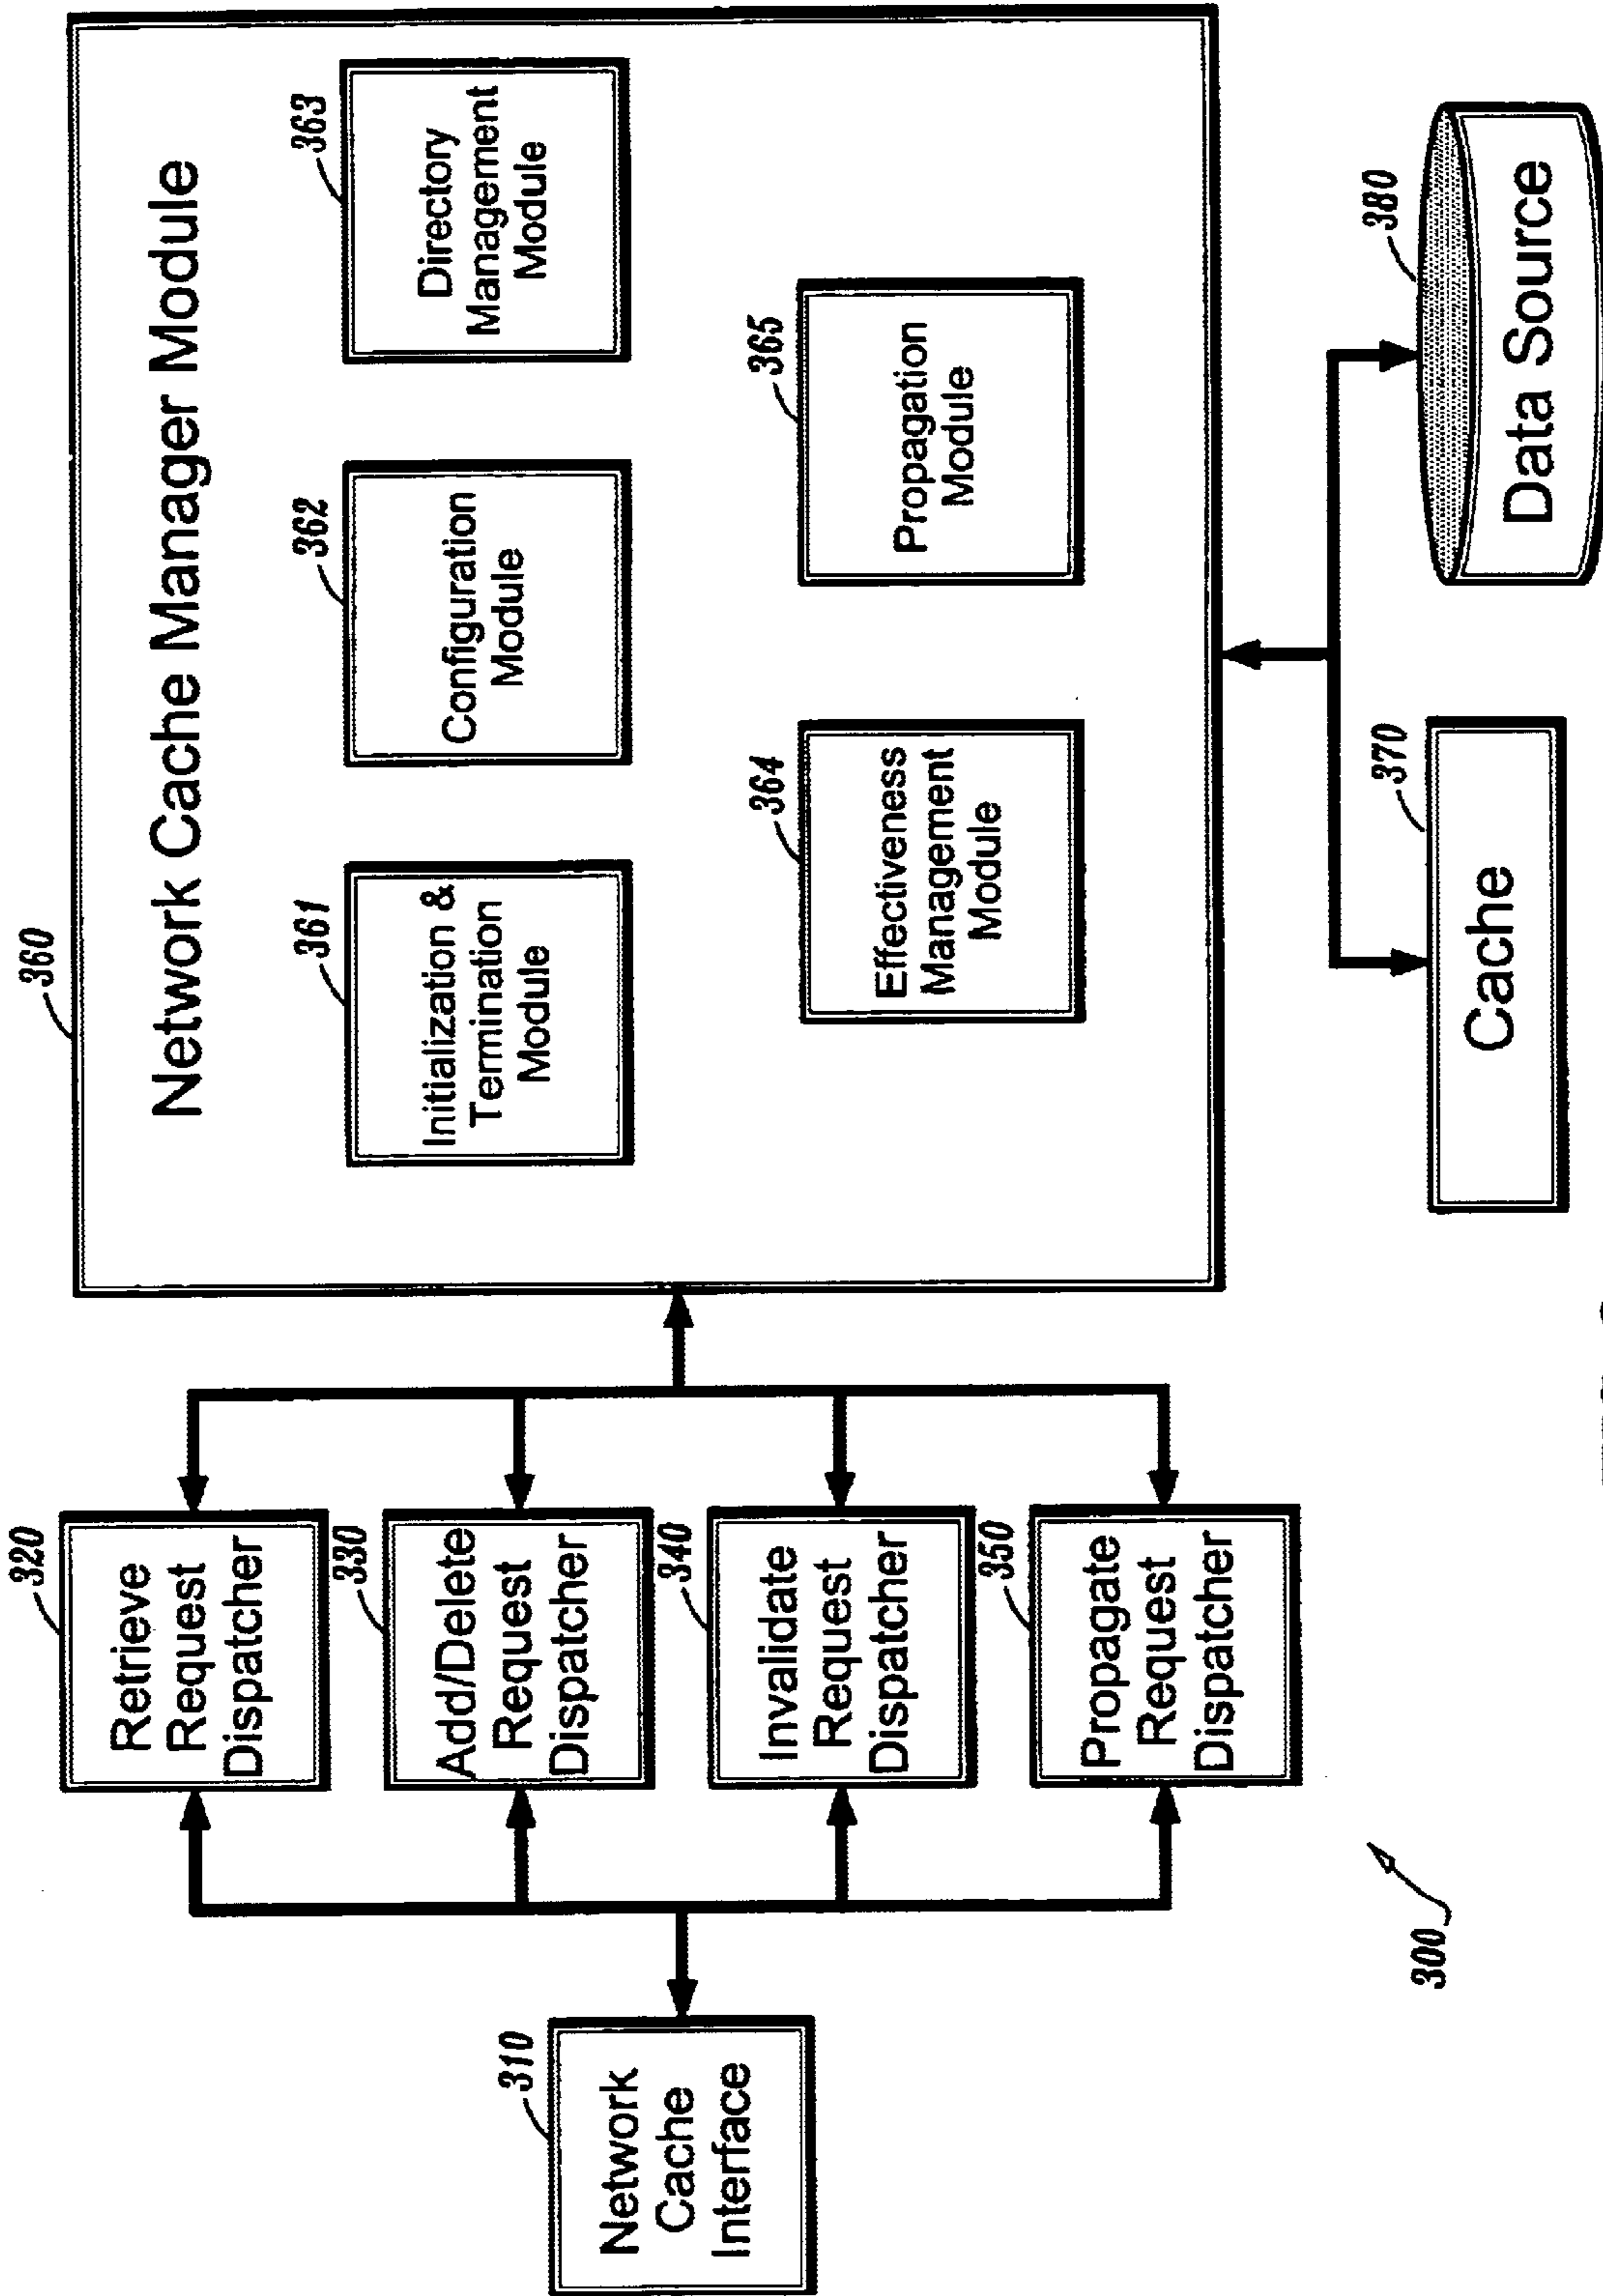 310
Network
Cache
Interface
320
Retrieve
Request
Dispatcher
330
Add/Delete
Request
Dispatcher
340
Invalidate
Request
Dispatcher
350
Propagate
Request
Dispatcher
300
360
Network Cache Manager Module
361
Initialization &
Termination
Module
362
Configuration
Module
363
Directory
Management
Module
364
Effectiveness
Management
Module
365
Propagation
Module
370
Cache
380
Data Source